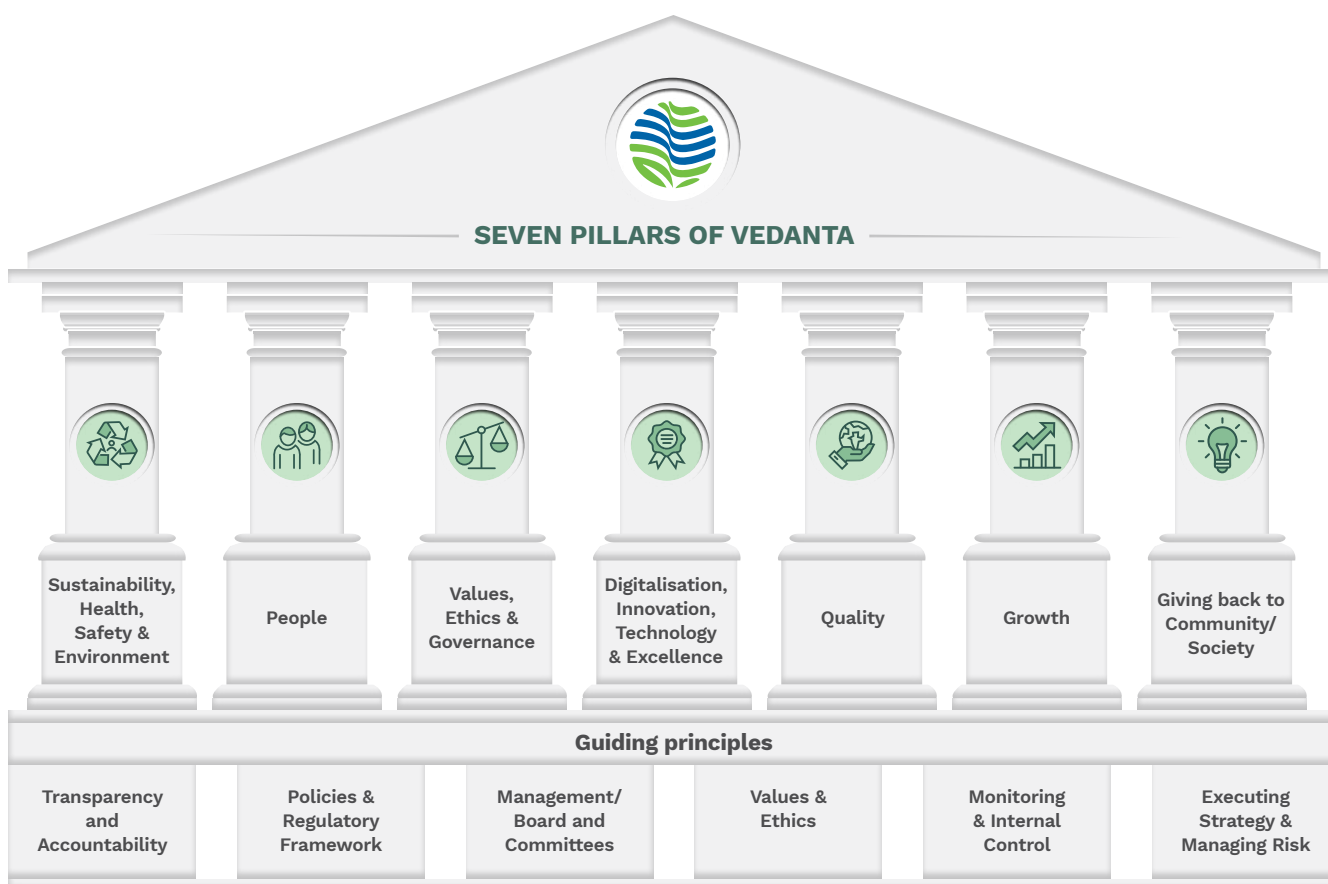 SEVEN PILLARS OF VEDANTA
Sustainability,
Health,
Safety &
Environment
People
Values,
Ethics &
Governance
Digitalisation,
Innovation,
Technology
& Excellence
Quality
Growth
Giving back to
Community/
Society
Guiding principles
Transparency
and
Accountability
Policies &
Regulatory
Framework
Management/
Board and
Committees
Values &
Ethics
Monitoring
& Internal
Control
Executing
Strategy &
Managing Risk